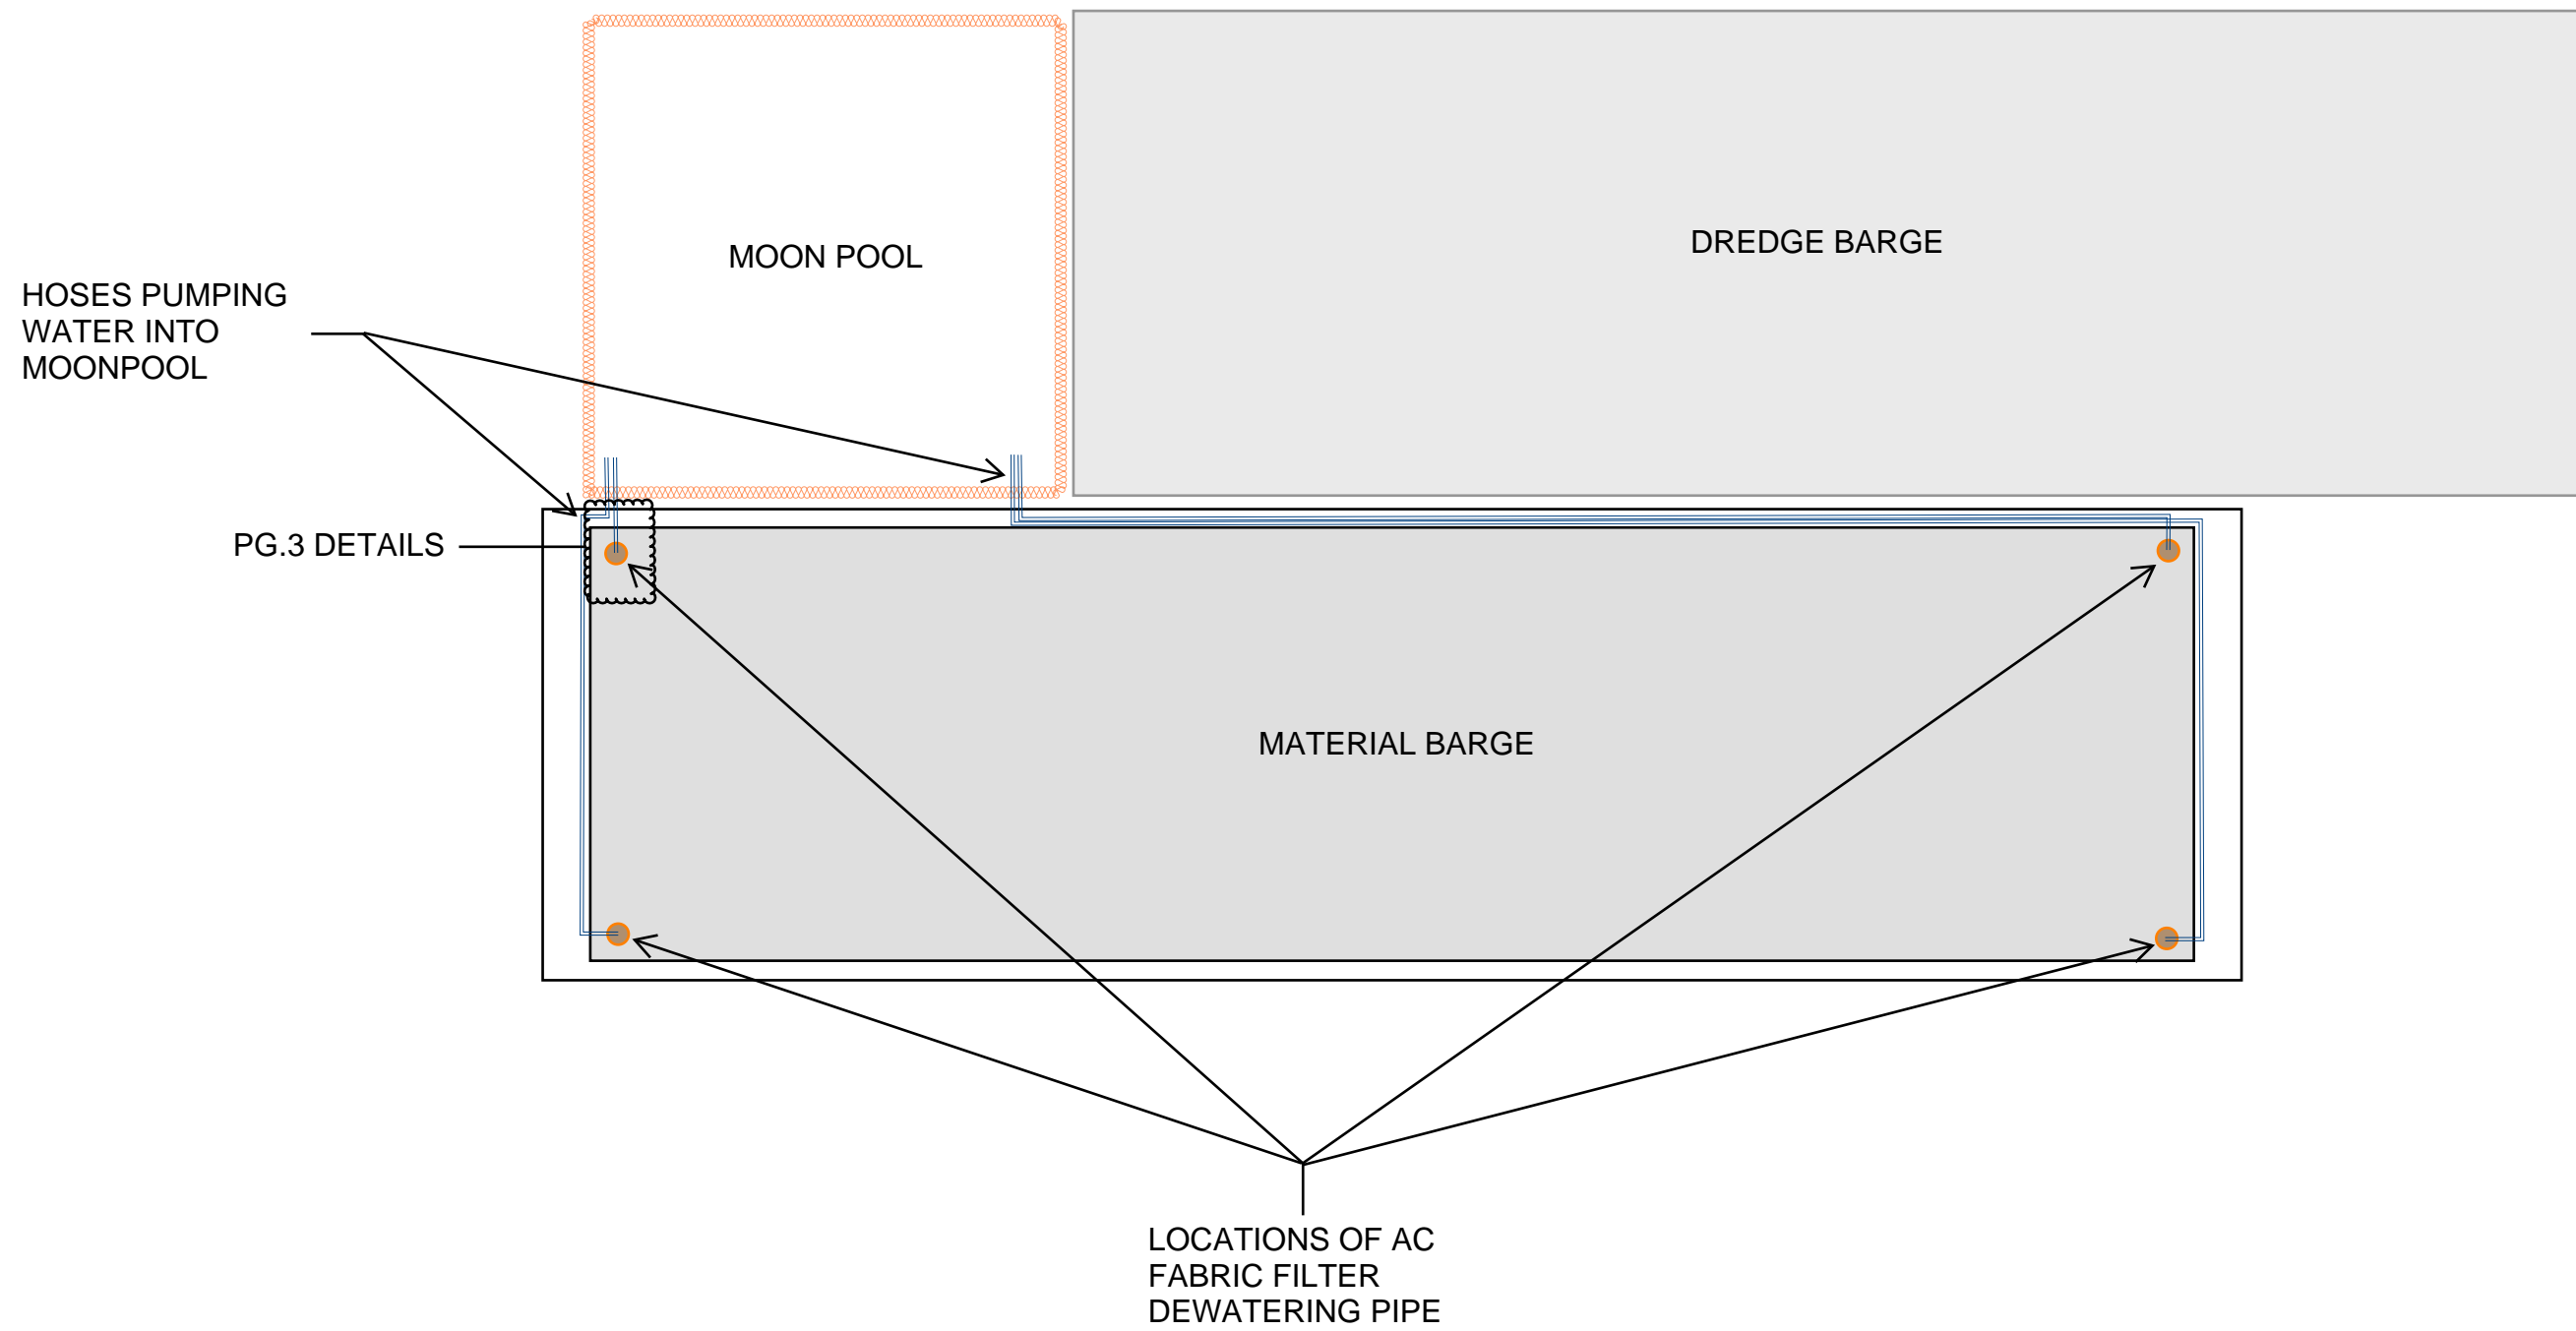 MOON POOL
DREDGE BARGE
HOSES PUMPING
WATER INTO
MOONPOOL
PG.3 DETAILS
MATERIAL BARGE
LOCATIONS OF AC
FABRIC FILTER
DEWATERING PIPE